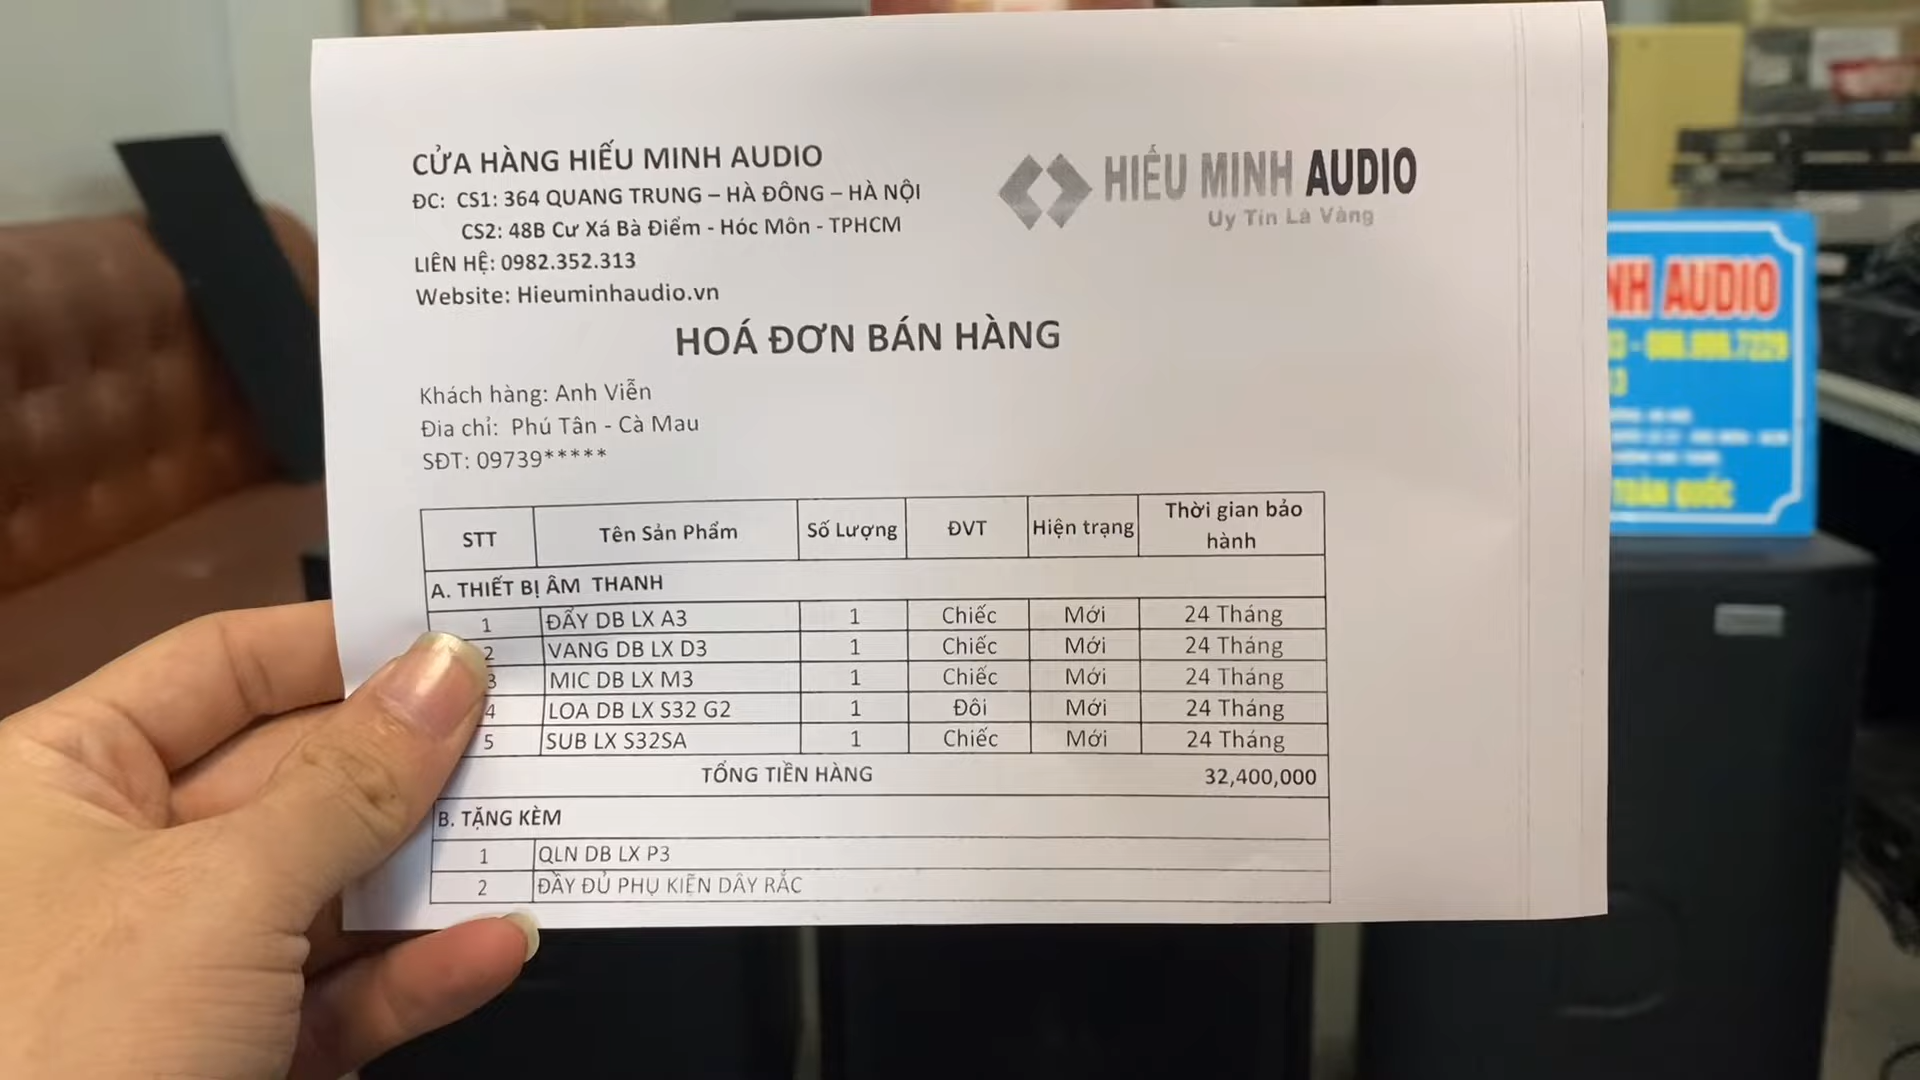 CỬA HÀNG HIẾU MINH AUDIO
ĐC: CS1: 364 QUANG TRUNG – HÀ ĐÔNG – HÀ NỘI
CS2: 48B Cư Xá Bà Điểm - Hóc Môn - TPHCM
LIÊN HỆ: 0982.352.313
Website: Hieuminhaudio.vn
HIẾU MINH AUDIO
Uy Tín Là Vàng
HOÁ ĐƠN BÁN HÀNG
Khách hàng: Anh Viễn
Địa chỉ: Phú Tân - Cà Mau
SĐT: 09739*****
STT Tên Sản Phẩm Số Lượng ĐVT Hiện trạng Thời gian bảo hành
A. THIẾT BỊ ÂM THANH
1 ĐẨY DB LX A3 1 Chiếc Mới 24 Tháng
2 VANG DB LX D3 1 Chiếc Mới 24 Tháng
3 MIC DB LX M3 1 Chiếc Mới 24 Tháng
4 LOA DB LX S32 G2 1 Đôi Mới 24 Tháng
5 SUB LX S32SA 1 Chiếc Mới 24 Tháng
TỔNG TIỀN HÀNG 32,400,000
B. TẶNG KÈM
1 QLN DB LX P3
2 ĐẦY ĐỦ PHỤ KIỆN DÂY RẮC
NH AUDIO
TOÀN QUỐC